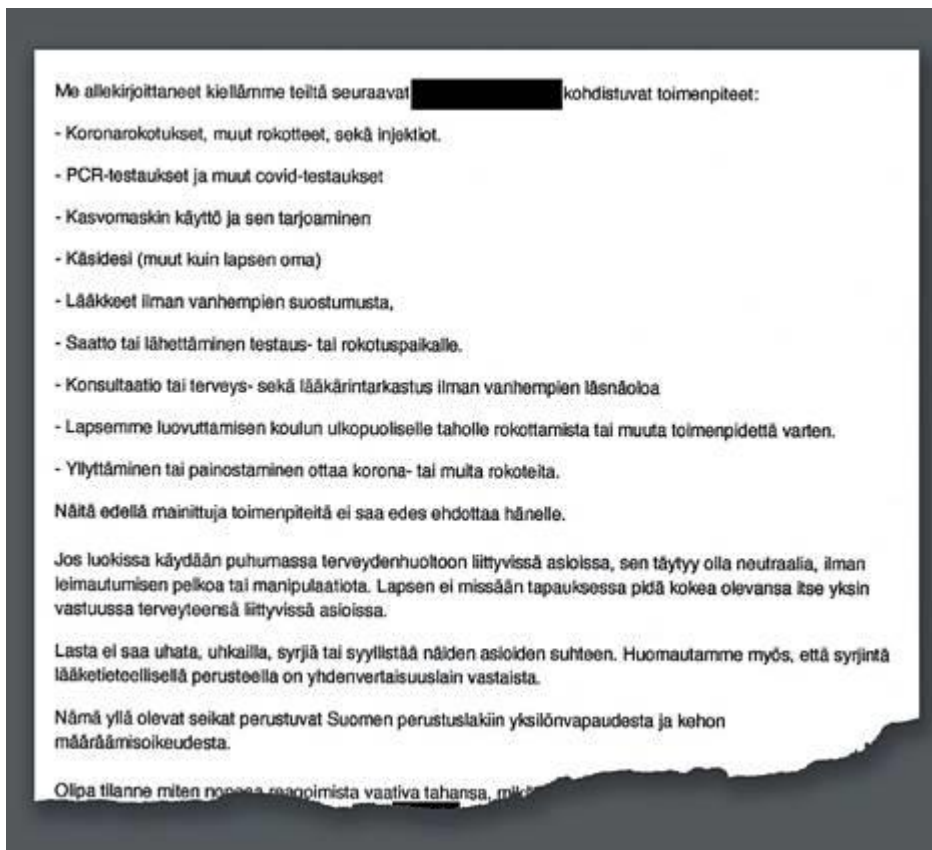 Me allekirjoittaneet kiellämme teiltä seuraavat kohdistuvat toimenpiteet:
- Koronarokotukset, muut rokotteet, sekä injektiot.
- PCR-testaukset ja muut covid-testaukset
- Kasvomaskin käyttö ja sen tarjoaminen
- Käsidesi (muut kuin lapsen oma)
- Lääkkeet ilman vanhempien suostumusta,
- Saatto tai lähettäminen testaus- tai rokotuspaikalle.
- Konsultaatio tai terveys- sekä lääkärintarkastus ilman vanhempien läsnäoloa
- Lapsemme luovuttamisen koulun ulkopuoliselle taholle rokottamista tai muuta toimenpidettä varten.
- Yllyttäminen tai painostaminen ottaa korona- tai muita rokoteita.
Näitä edellä mainittuja toimenpiteitä ei saa edes ehdottaa hänelle.
Jos luokissa käydään puhumassa terveydenhuoltoon liittyvissä asioissa, sen täytyy olla neutraalia, ilman
leimautumisen pelkoa tai manipulaatiota. Lapsen ei missään tapauksessa pidä kokea olevansa itse yksin
vastuussa terveyteensä liittyvissä asioissa.
Lasta ei saa uhata, uhkailla, syrjiä tai syyllistää näiden asioiden suhteen. Huomautamme myös, että syrjintä
lääketieteellisellä perusteella on yhdenvertaisuuslain vastaista.
Nämä yllä olevat seikat perustuvat Suomen perustuslakiin yksilönvapaudesta ja kehon
määräämisoikeudesta.
Olipa tilanne miten reagoimista vaativa tahansa,